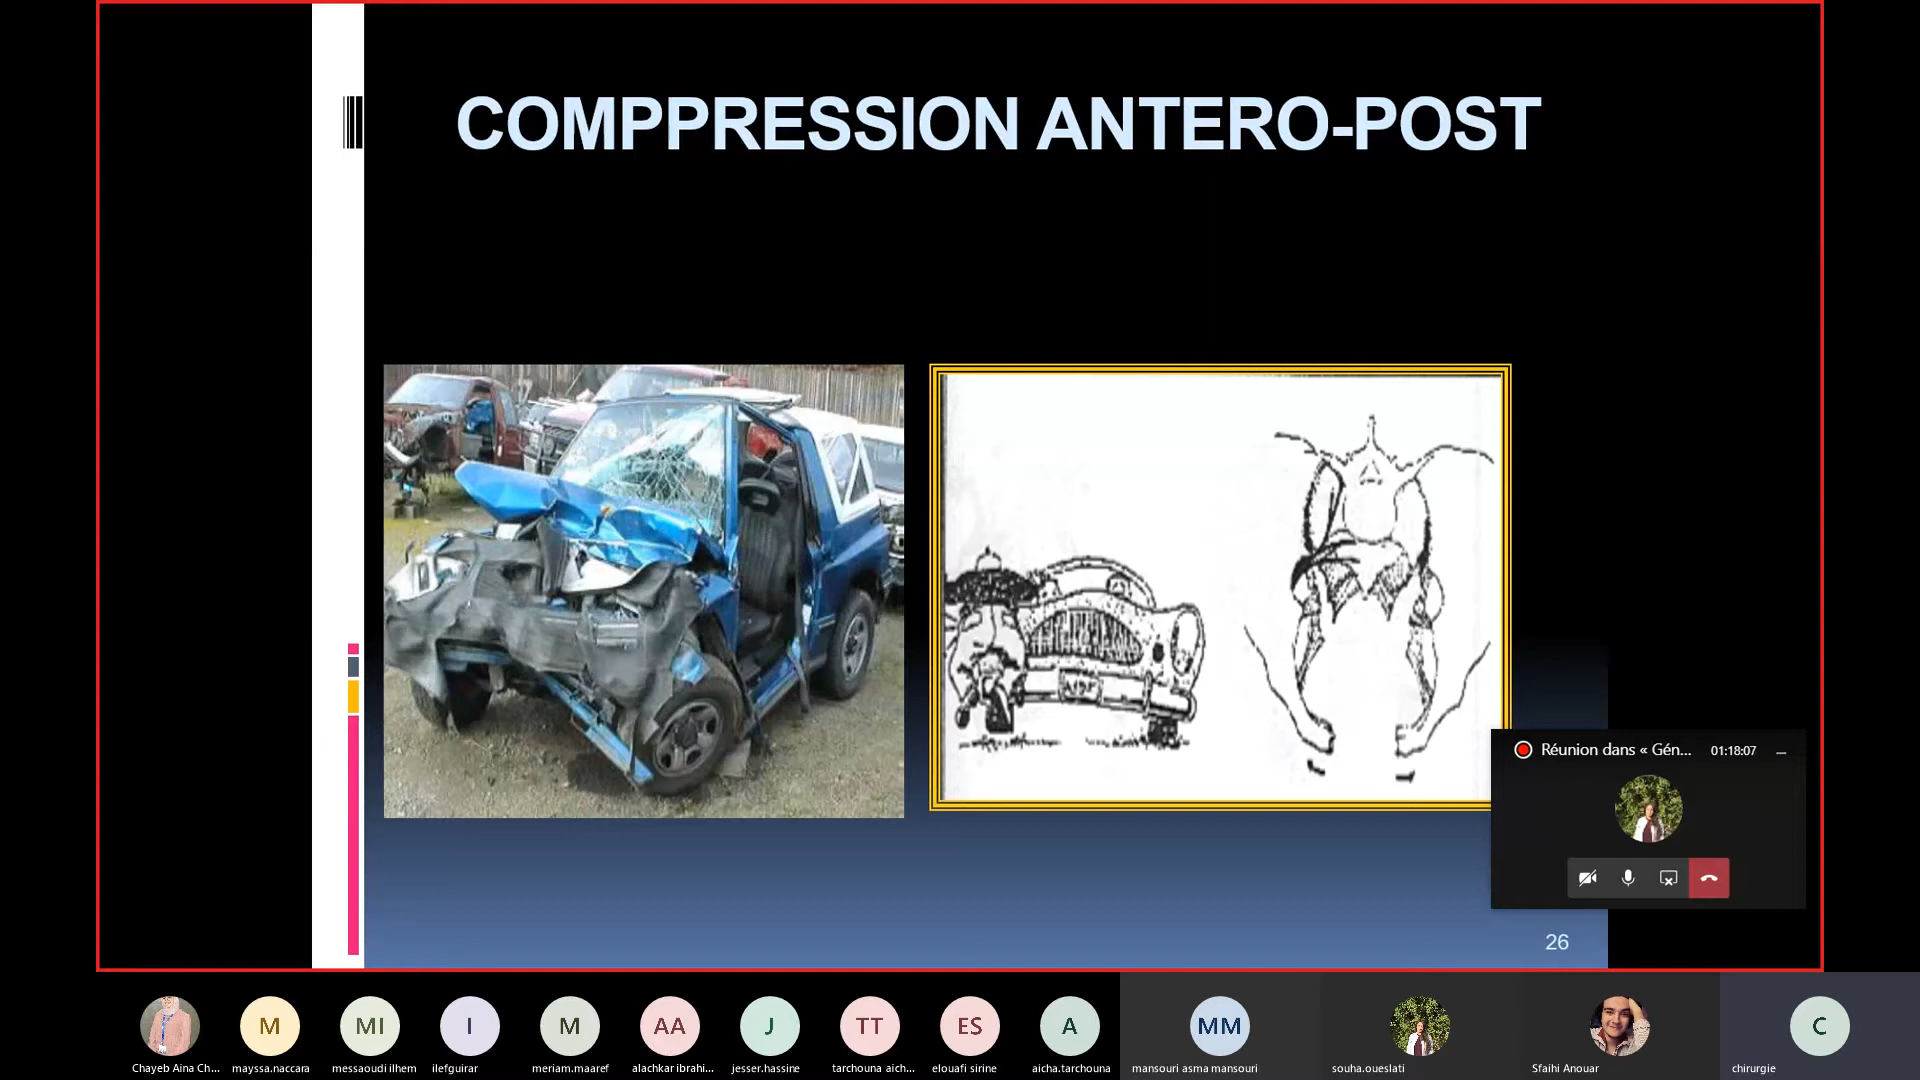 COMPPRESSION ANTERO-POST
Réunion dans « Gén...
01:18:07
26
M
MI
I
M
AA
J
TT
ES
A
MM
C
Chayeb Aina Ch...
mayssa.naccara
messaoudi ilhem
ilefguirar
meriam.maaref
alachkar ibrahi...
jesser.hassine
tarchouna aich...
elouafi sirine
aicha.tarchouna
mansouri asma mansouri
souha.oueslati
Sfaihi Anouar
chirurgie